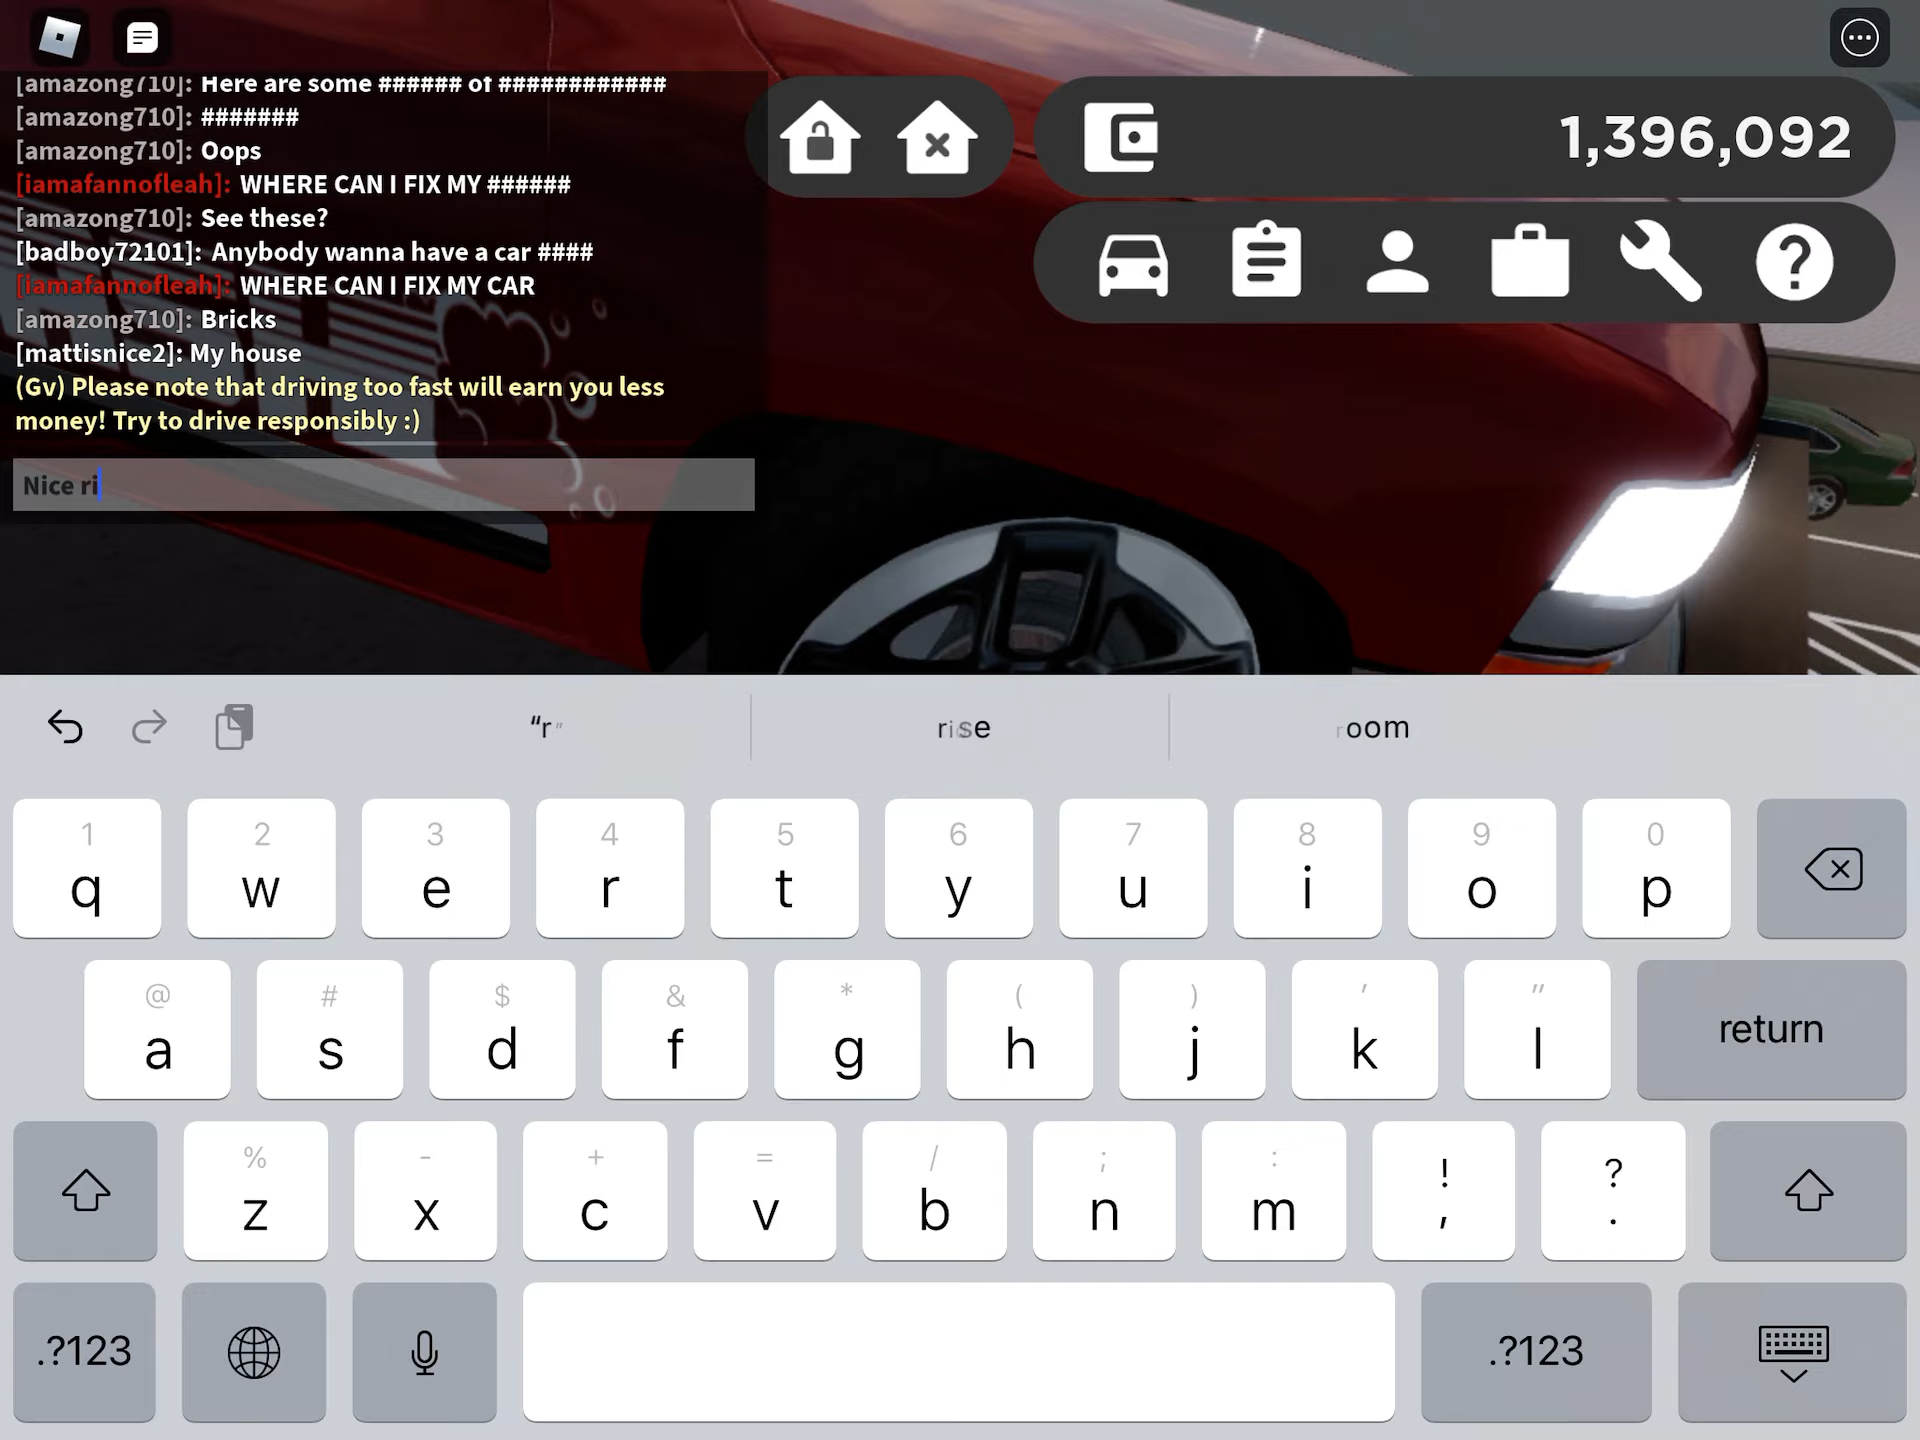 [amazong710]: Here are some ###### of ############
[amazong710]: #######
[amazong710]: Oops
[iamafannofleah]: WHERE CAN I FIX MY ######
[amazong710]: See these?
[badboy72101]: Anybody wanna have a car ####
[iamafannofleah]: WHERE CAN I FIX MY CAR
[amazong710]: Bricks
[mattisnice2]: My house
(Gv) Please note that driving too fast will earn you less
money! Try to drive responsibly :)
Nice ri
1,396,092
“r” room
1 2 3 4 5 6 7 8 9 0
q w e r t y u i o p
@ # $ & * ( ) ' "
a s d f g h j k l return
% - + = / ; : ! ?
z x c v b n m , .
.?123 .?123